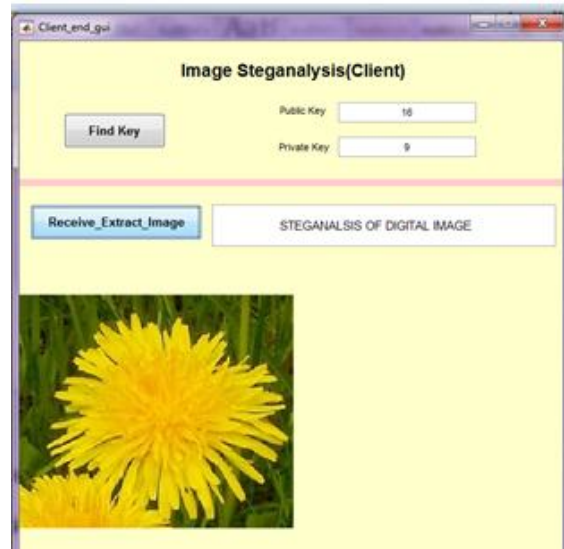 Client_end_gui
Image Steganalysis(Client)
Find Key
Public Key
16
Private Key
9
Receive_Extract_Image
STEGANALSIS OF DIGITAL IMAGE